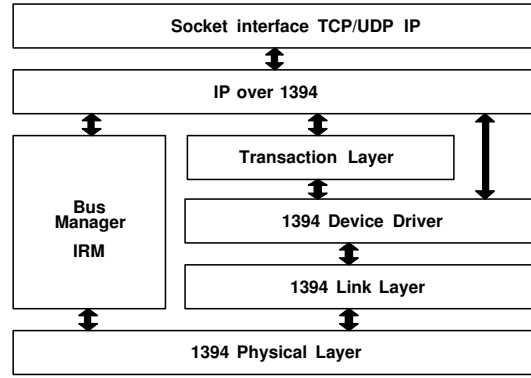 Socket interface TCP/UDP IP
IP over 1394
Transaction Layer
Bus
Manager
IRM
1394 Device Driver
1394 Link Layer
1394 Physical Layer